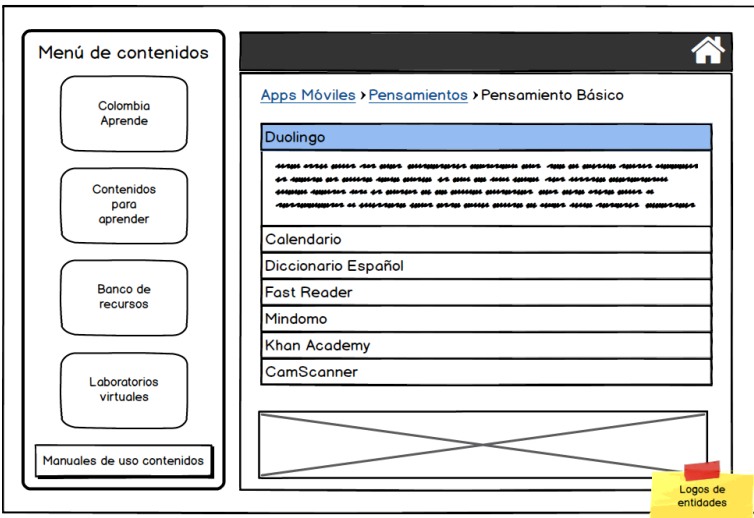 Menú de contenidos
Colombia
Aprende
Contenidos
para
aprender
Banco de
recursos
Laboratorios
virtuales
Manuales de uso contenidos
Apps Móviles › Pensamientos › Pensamiento Básico
Duolingo
Calendario
Diccionario Español
Fast Reader
Mindomo
Khan Academy
CamScanner
Logos de
entidades